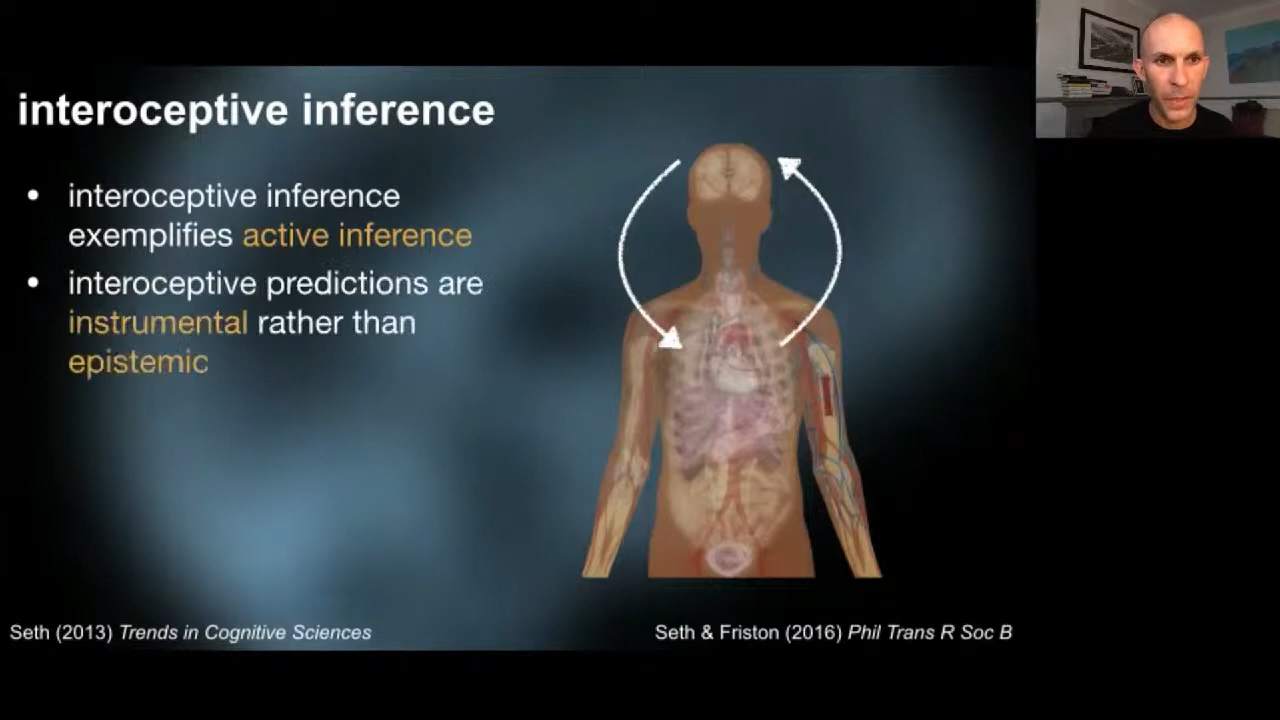 interoceptive inference
• interoceptive inference
exemplifies active inference
• interoceptive predictions are
instrumental rather than
epistemic
Seth (2013) Trends in Cognitive Sciences
Seth & Friston (2016) Phil Trans R Soc B